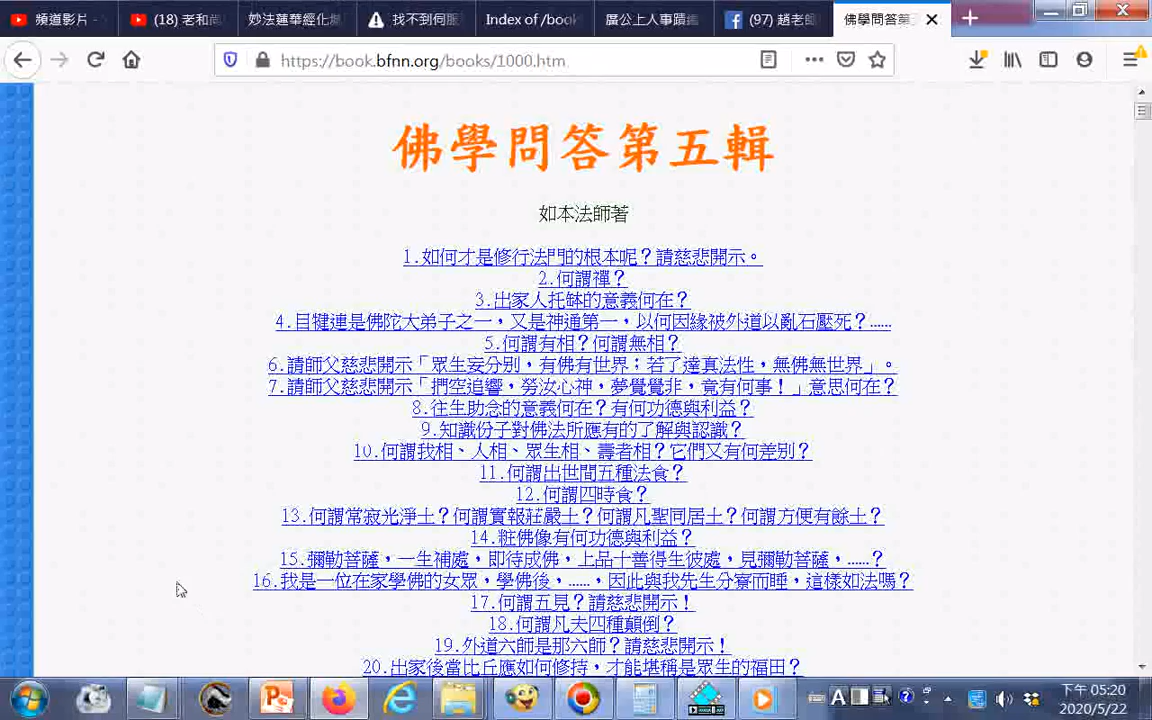 頻道影片 -
(18) 老和尚
妙法蓮華經化
找不到伺服
Index of /book
廣公上人事蹟
(97) 趙老師
佛學問答第
https://book.bfnn.org/books/1000.htm
佛學問答第五輯
如本法師著
1.如何才是修行法門的根本呢？請慈悲開示。
2.何謂禪？
3.出家人托缽的意義何在？
4.目犍連是佛陀大弟子之一，又是神通第一，以何因緣被外道以亂石壓死？......
5.何謂有相？何謂無相？
6.請師父慈悲開示「眾生妄分別，有佛有世界；若了達真法性，無佛無世界」。
7.請師父慈悲開示「捫空追響，勞汝心神，夢覺覺非，竟有何事！」意思何在？
8.往生助念的意義何在？有何功德與利益？
9.知識份子對佛法所應有的了解與認識？
10.何謂我相、人相、眾生相、壽者相？它們又有何差別？
11.何謂出世間五種法食？
12.何謂四時食？
13.何謂常寂光淨土？何謂實報莊嚴土？何謂凡聖同居土？何謂方便有餘土？
14.粧佛像有何功德與利益？
15.彌勒菩薩，一生補處，即待成佛，上品十善得生彼處，見彌勒菩薩，......？
16.我是一位在家學佛的女眾，學佛後，......，因此與我先生分寮而睡，這樣如法嗎？
17.何謂五見？請慈悲開示！
18.何謂凡夫四種顛倒？
19.外道六師是那六師？請慈悲開示！
20.出家後當比丘應如何修持，才能堪稱是眾生的福田？
下午 05:20
2020/5/22